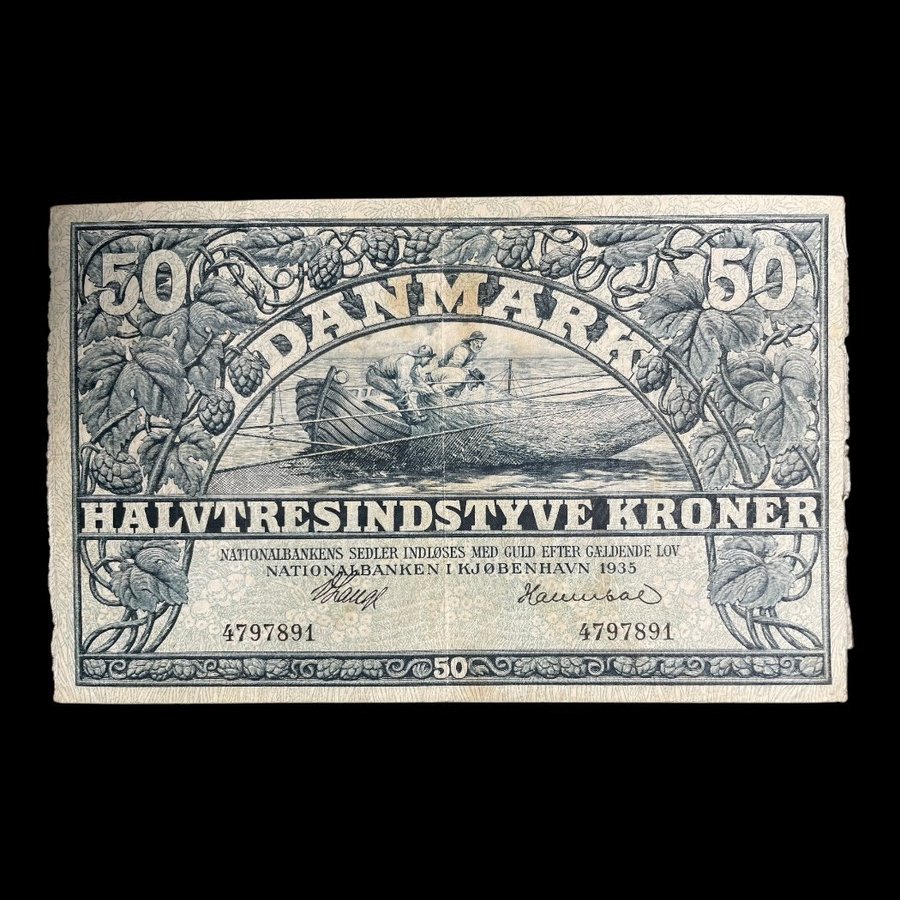 50 50
DANMARK
HALVTRESINDSTYVE KRONER
NATIONALBANKENS SEDLER INDLØSES MED GULD EFTER GÆLDENDE LOV
NATIONALBANKEN I KJØBENHAVN 1935
V Lange
4797891 4797891
50